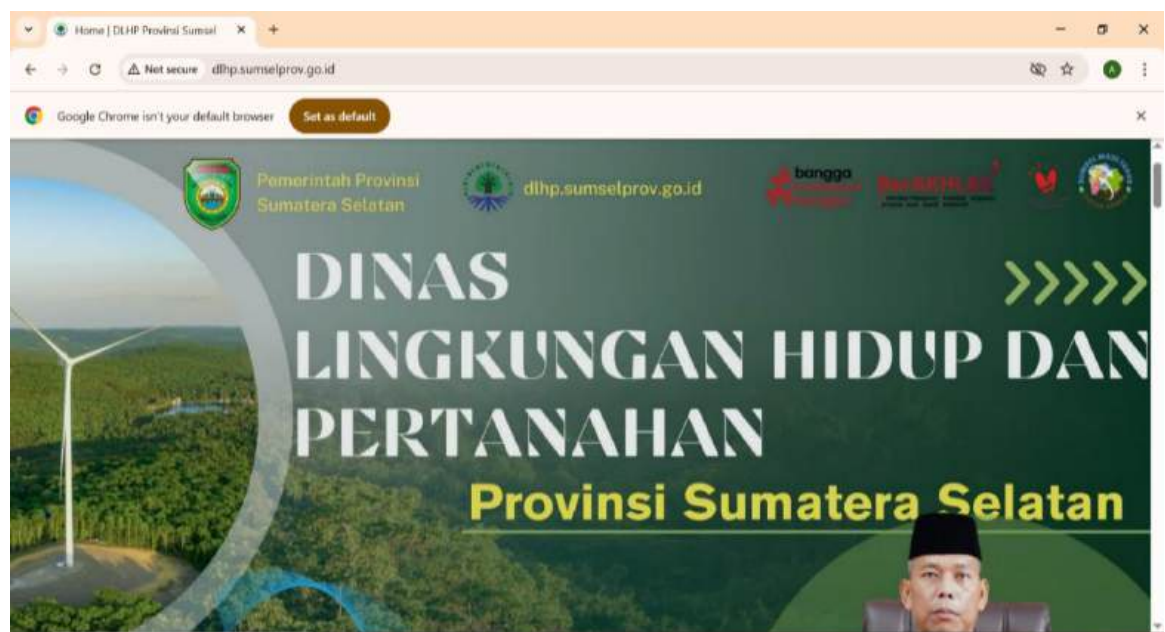 Home | DLHP Provinsi Sumsel
Not secure dlhp.sumselprov.go.id
Google Chrome isn't your default browser Set as default
Pemerintah Provinsi
Sumatera Selatan
dlhp.sumselprov.go.id
bangga
BerAKHLAK
DINAS
LINGKUNGAN HIDUP DAN
PERTANAHAN
Provinsi Sumatera Selatan